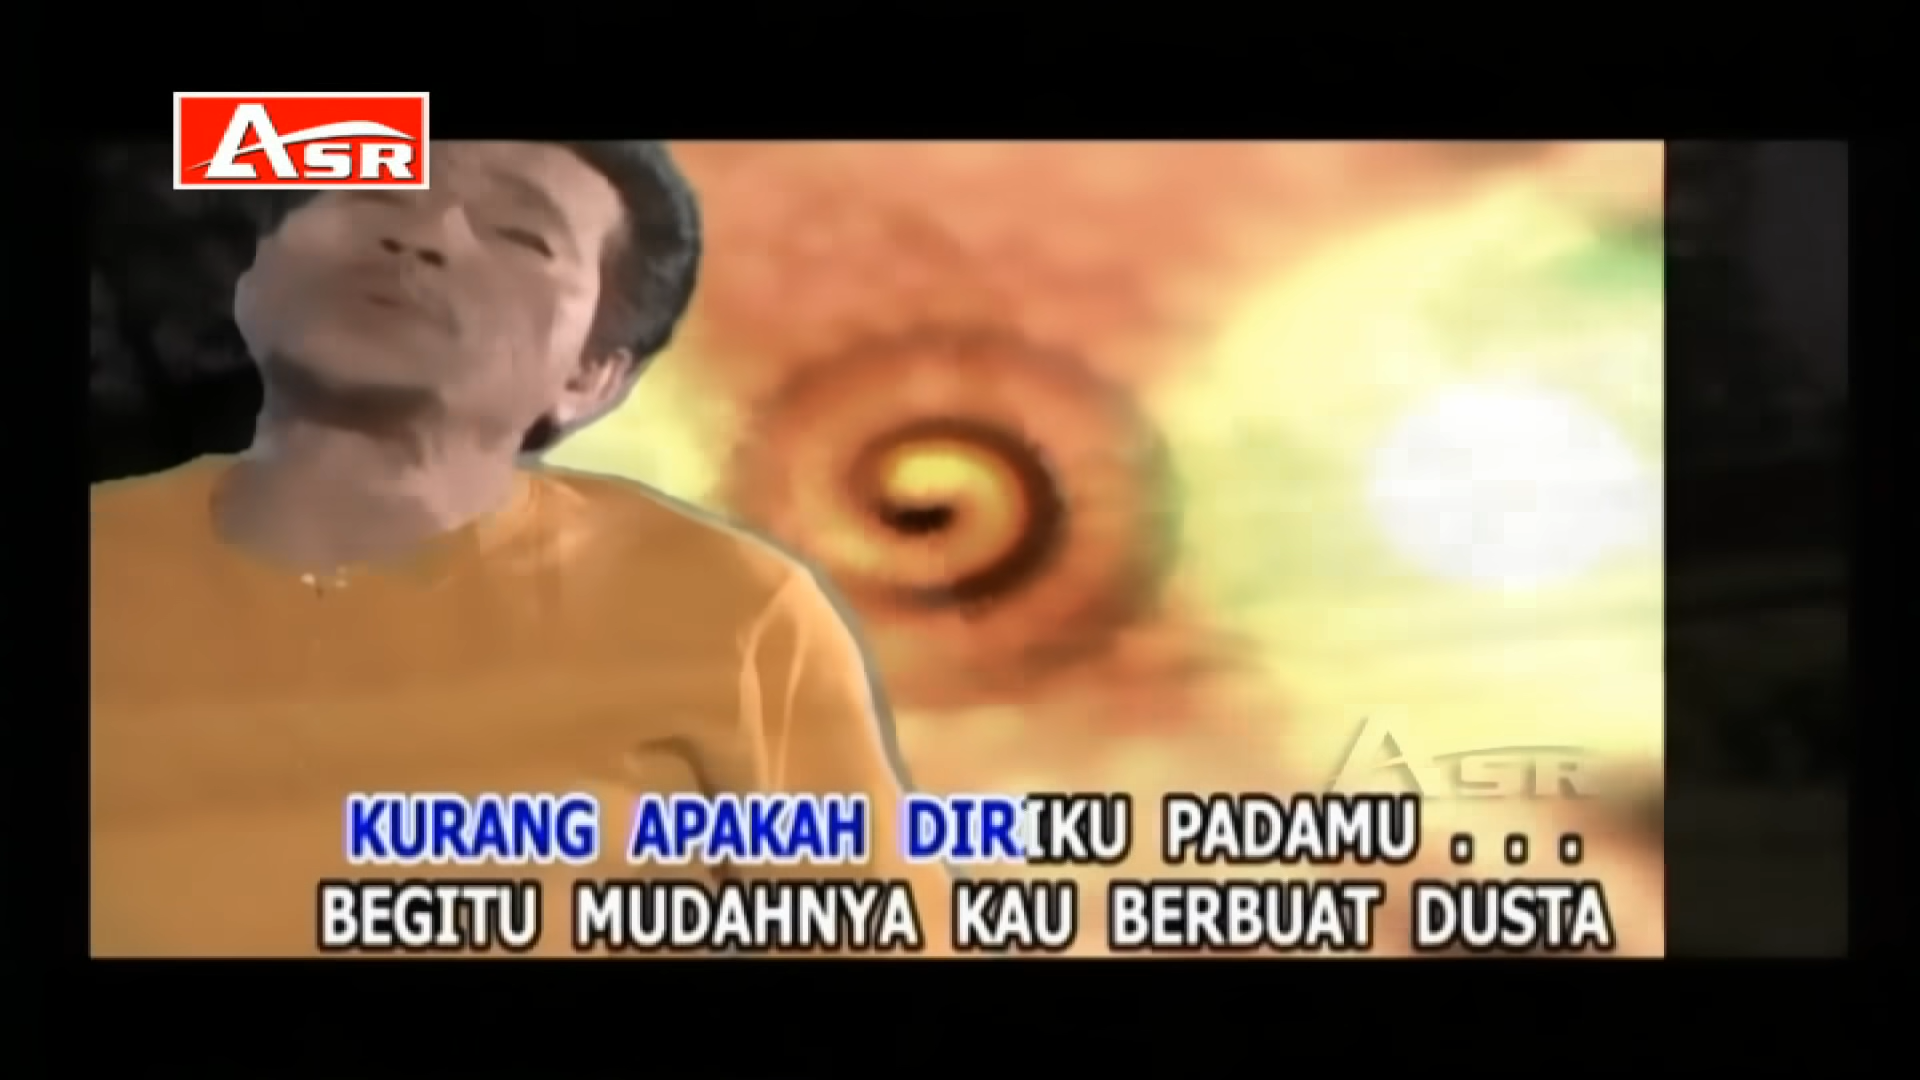 ASR
ASR
KURANG APAKAH DIRIKU PADAMU . . .
BEGITU MUDAHNYA KAU BERBUAT DUSTA